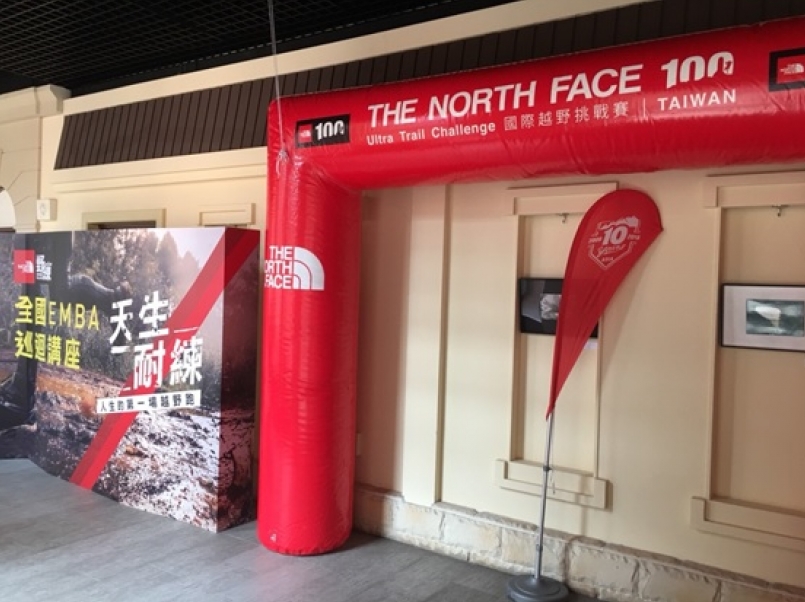 THE NORTH FACE 100
Ultra Trail Challenge 國際越野挑戰賽 | TAIWAN
100
THE
NORTH
FACE
全國EMBA
巡迴講座
天生
耐練
人生的第一場越野跑
10